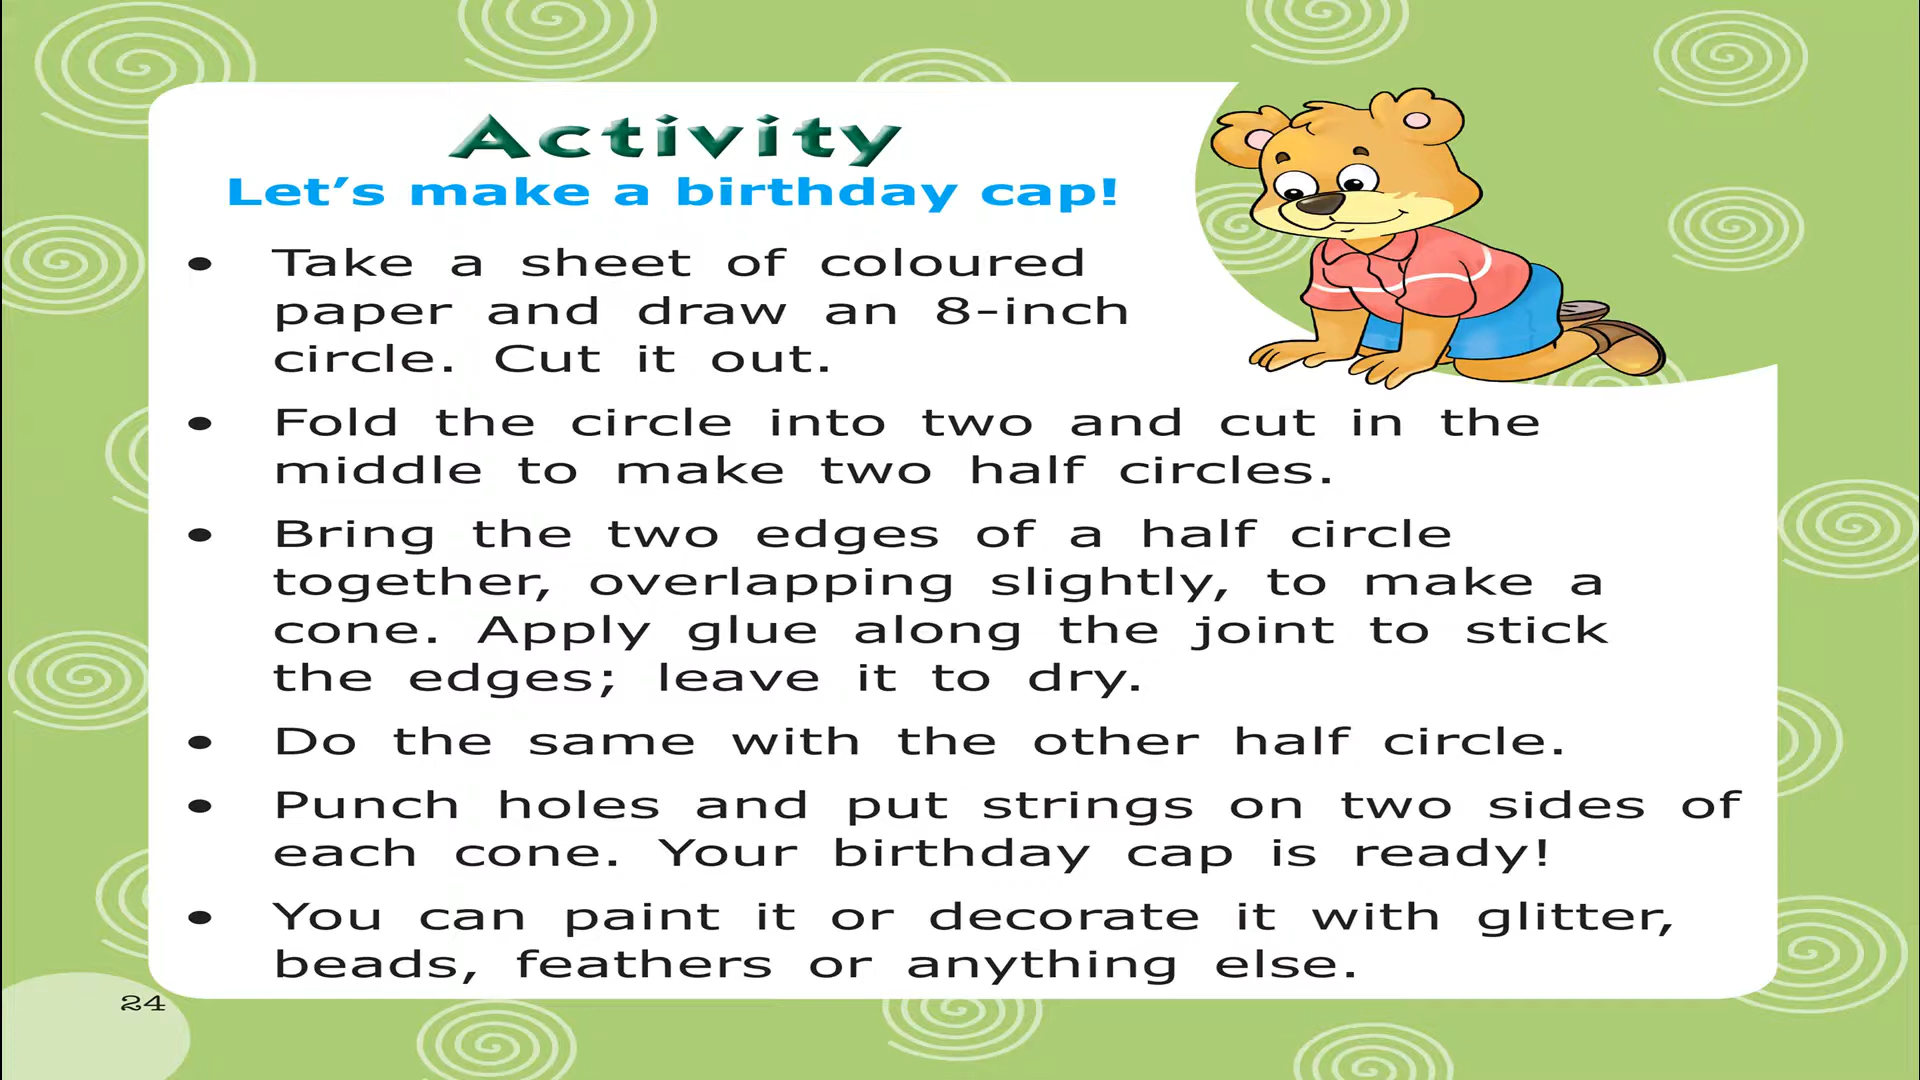 Activity
Let's make a birthday cap!
• Take a sheet of coloured
paper and draw an 8-inch
circle. Cut it out.
• Fold the circle into two and cut in the
middle to make two half circles.
• Bring the two edges of a half circle
together, overlapping slightly, to make a
cone. Apply glue along the joint to stick
the edges; leave it to dry.
• Do the same with the other half circle.
• Punch holes and put strings on two sides of
each cone. Your birthday cap is ready!
• You can paint it or decorate it with glitter,
beads, feathers or anything else.
24